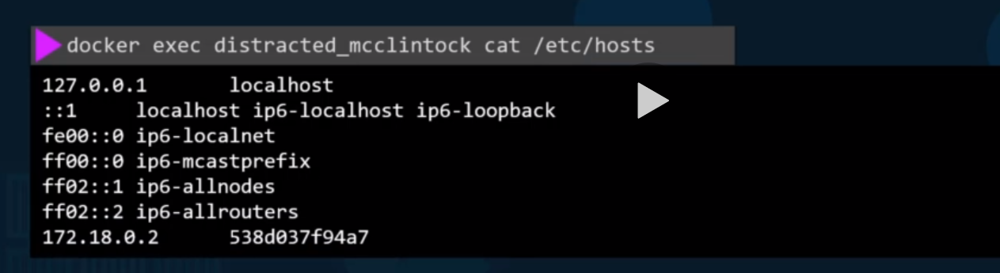 docker exec distracted_mcclintock cat /etc/hosts
127.0.0.1 localhost
::1 localhost ip6-localhost ip6-loopback
fe00::0 ip6-localnet
ff00::0 ip6-mcastprefix
ff02::1 ip6-allnodes
ff02::2 ip6-allrouters
172.18.0.2 538d037f94a7